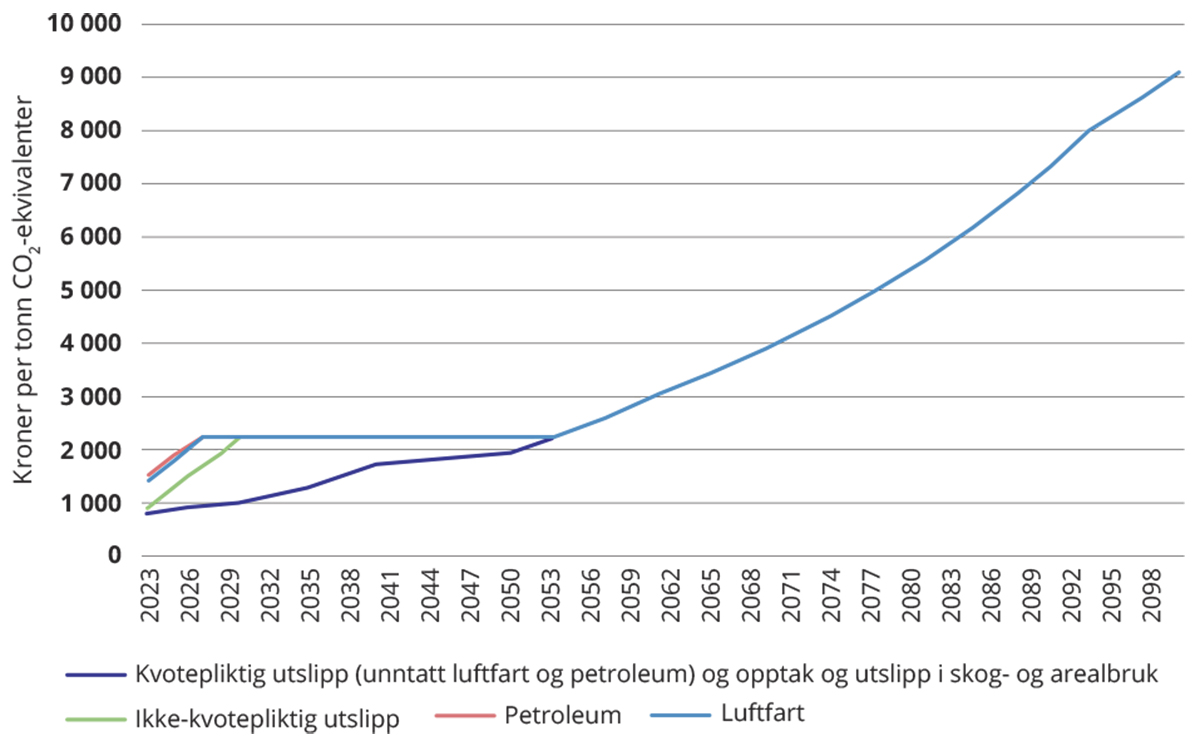 10 000
9 000
8 000
7 000
6 000
5 000
4 000
3 000
2 000
1 000
0
Kroner per tonn CO2-ekvivalenter
2023 2026 2029 2032 2035 2038 2041 2044 2047 2050 2053 2056 2059 2062 2065 2068 2071 2074 2077 2080 2083 2086 2089 2092 2095 2098
Kvotepliktig utslipp (unntatt luftfart og petroleum) og opptak og utslipp i skog- og arealbruk
Ikke-kvotepliktig utslipp Petroleum Luftfart